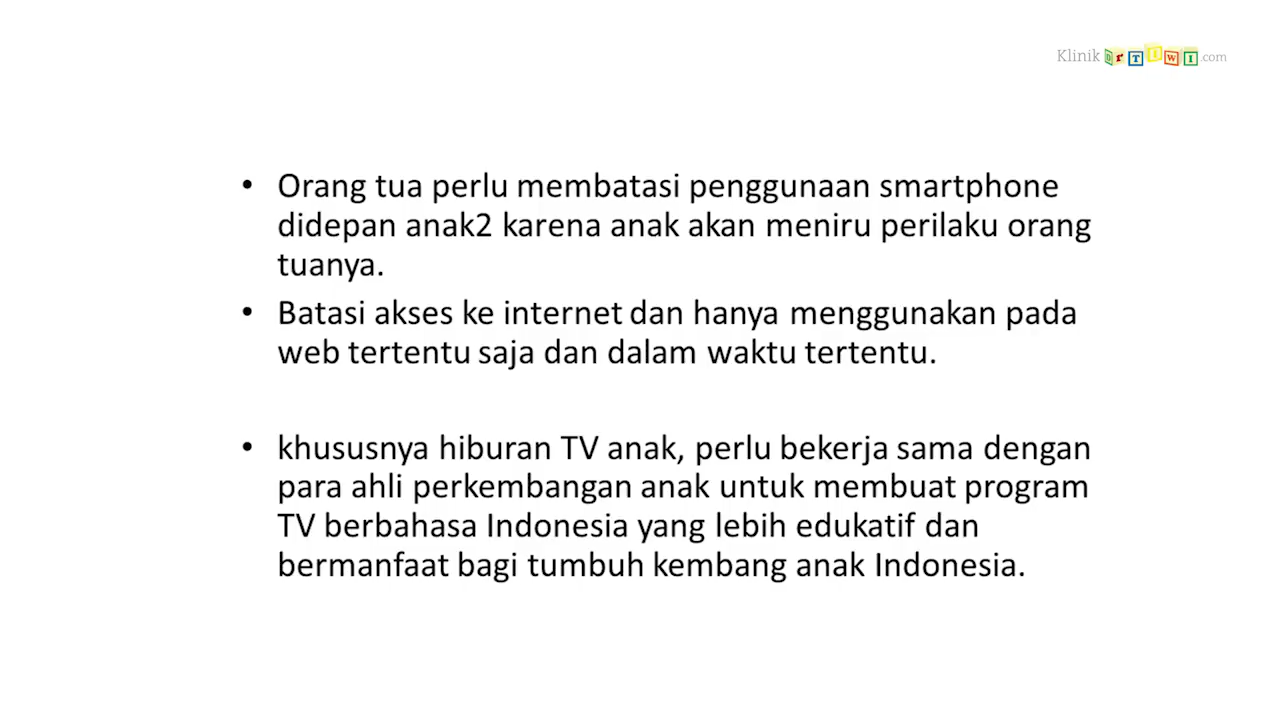 Klinik DrTiWI.com
• Orang tua perlu membatasi penggunaan smartphone
didepan anak2 karena anak akan meniru perilaku orang
tuanya.
• Batasi akses ke internet dan hanya menggunakan pada
web tertentu saja dan dalam waktu tertentu.
• khususnya hiburan TV anak, perlu bekerja sama dengan
para ahli perkembangan anak untuk membuat program
TV berbahasa Indonesia yang lebih edukatif dan
bermanfaat bagi tumbuh kembang anak Indonesia.